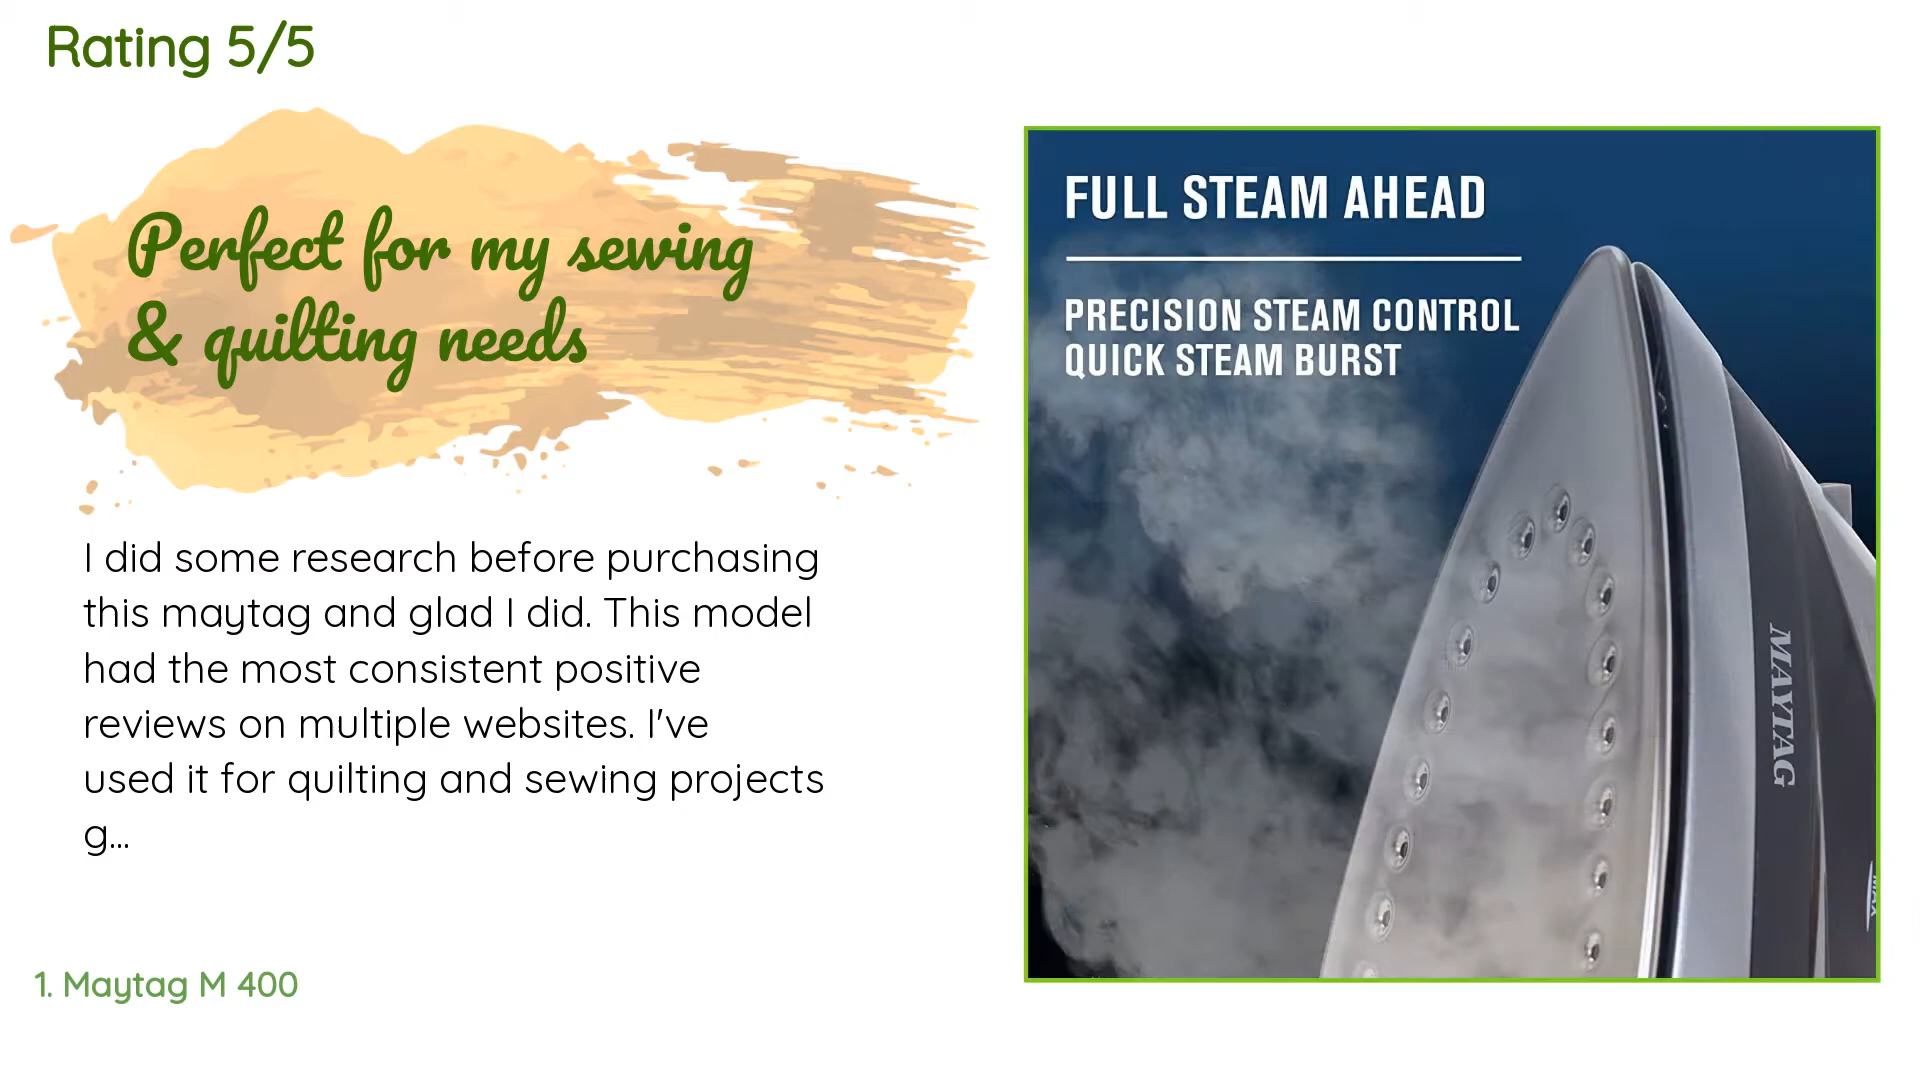 Rating 5/5
Perfect for my sewing
& quilting needs
I did some research before purchasing
this maytag and glad I did. This model
had the most consistent positive
reviews on multiple websites. I've
used it for quilting and sewing projects
g...
1. Maytag M 400
FULL STEAM AHEAD
PRECISION STEAM CONTROL
QUICK STEAM BURST
MAYTAG
MAX